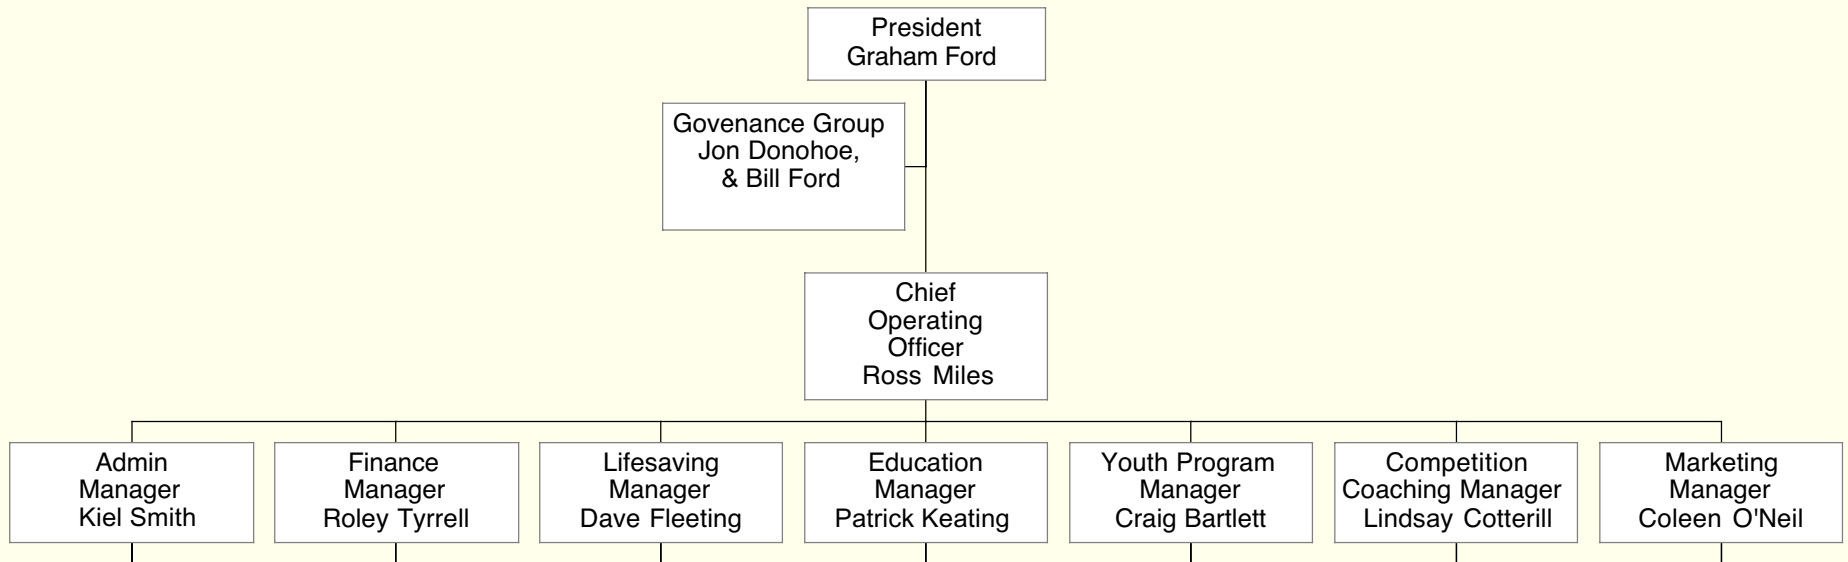 President
Graham Ford
Govenance Group
Jon Donohoe,
& Bill Ford
Chief
Operating
Officer
Ross Miles
Admin
Manager
Kiel Smith
Finance
Manager
Roley Tyrrell
Lifesaving
Manager
Dave Fleeting
Education
Manager
Patrick Keating
Youth Program
Manager
Craig Bartlett
Competition
Coaching Manager
Lindsay Cotterill
Marketing
Manager
Coleen O'Neil